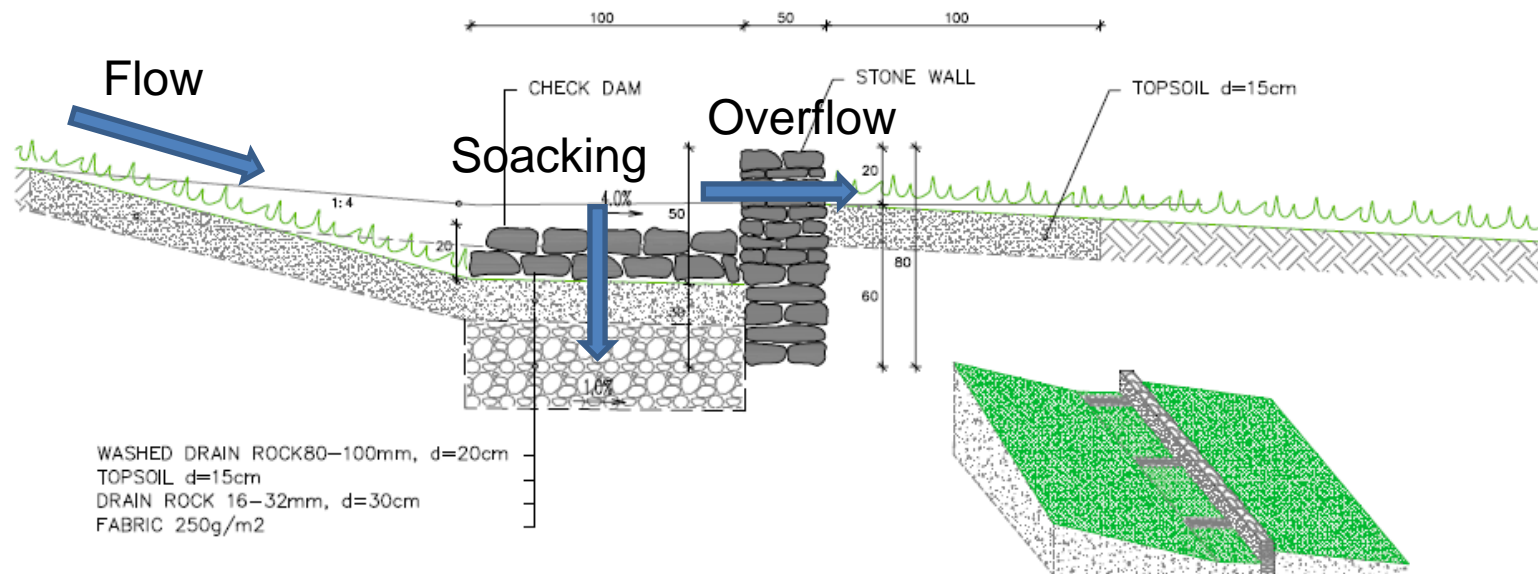 100
50
100
Flow
CHECK DAM
STONE WALL
TOPSOIL d=15cm
Overflow
Soacking
1:4
4.0%
50
20
20
80
60
30
1.0%
WASHED DRAIN ROCK80-100mm, d=20cm
TOPSOIL d=15cm
DRAIN ROCK 16-32mm, d=30cm
FABRIC 250g/m2